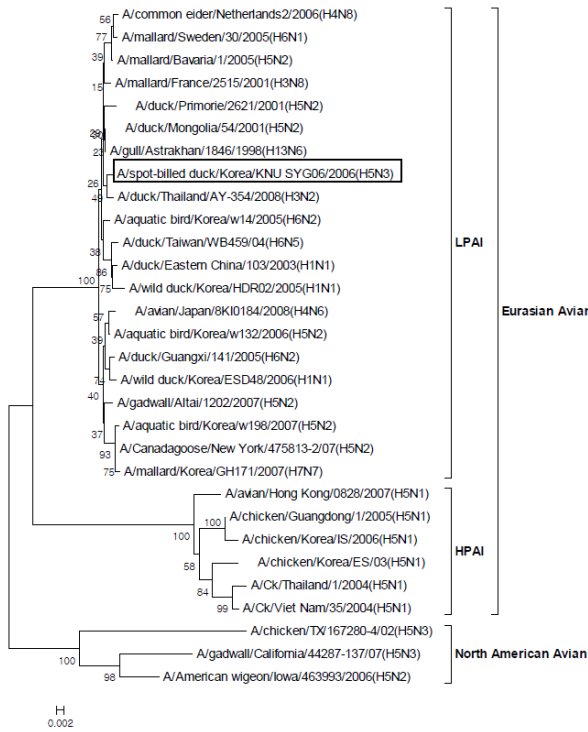 A/common eider/Netherlands2/2006(H4N8)
56
77
A/mallard/Sweden/30/2005(H6N1)
39
A/mallard/Bavaria/1/2005(H5N2)
15
A/mallard/France/2515/2001(H3N8)
A/duck/Primorie/2621/2001(H5N2)
A/duck/Mongolia/54/2001(H5N2)
23
A/gull/Astrakhan/1846/1998(H13N6)
A/spot-billed duck/Korea/KNU SYG06/2006(H5N3)
26
A/duck/Thailand/AY-354/2008(H3N2)
A/aquatic bird/Korea/w14/2005(H6N2)
LPAI
A/duck/Taiwan/WB459/04(H6N5)
38
A/duck/Eastern China/103/2003(H1N1)
86
100
75
A/wild duck/Korea/HDR02/2005(H1N1)
A/avian/Japan/8KI0184/2008(H4N6)
Eurasian Avian
57
A/aquatic bird/Korea/w132/2006(H5N2)
39
A/duck/Guangxi/141/2005(H6N2)
A/wild duck/Korea/ESD48/2006(H1N1)
40
A/gadwall/Altai/1202/2007(H5N2)
37
A/aquatic bird/Korea/w198/2007(H5N2)
A/Canadagoose/New York/475813-2/07(H5N2)
93
75
A/mallard/Korea/GH171/2007(H7N7)
A/avian/Hong Kong/0828/2007(H5N1)
A/chicken/Guangdong/1/2005(H5N1)
100
100
A/chicken/Korea/IS/2006(H5N1)
HPAI
58
A/chicken/Korea/ES/03(H5N1)
84
A/Ck/Thailand/1/2004(H5N1)
99
A/Ck/Viet Nam/35/2004(H5N1)
A/chicken/TX/167280-4/02(H5N3)
100
A/gadwall/California/44287-137/07(H5N3)
North American Avian
98
A/American wigeon/Iowa/463993/2006(H5N2)
0.002